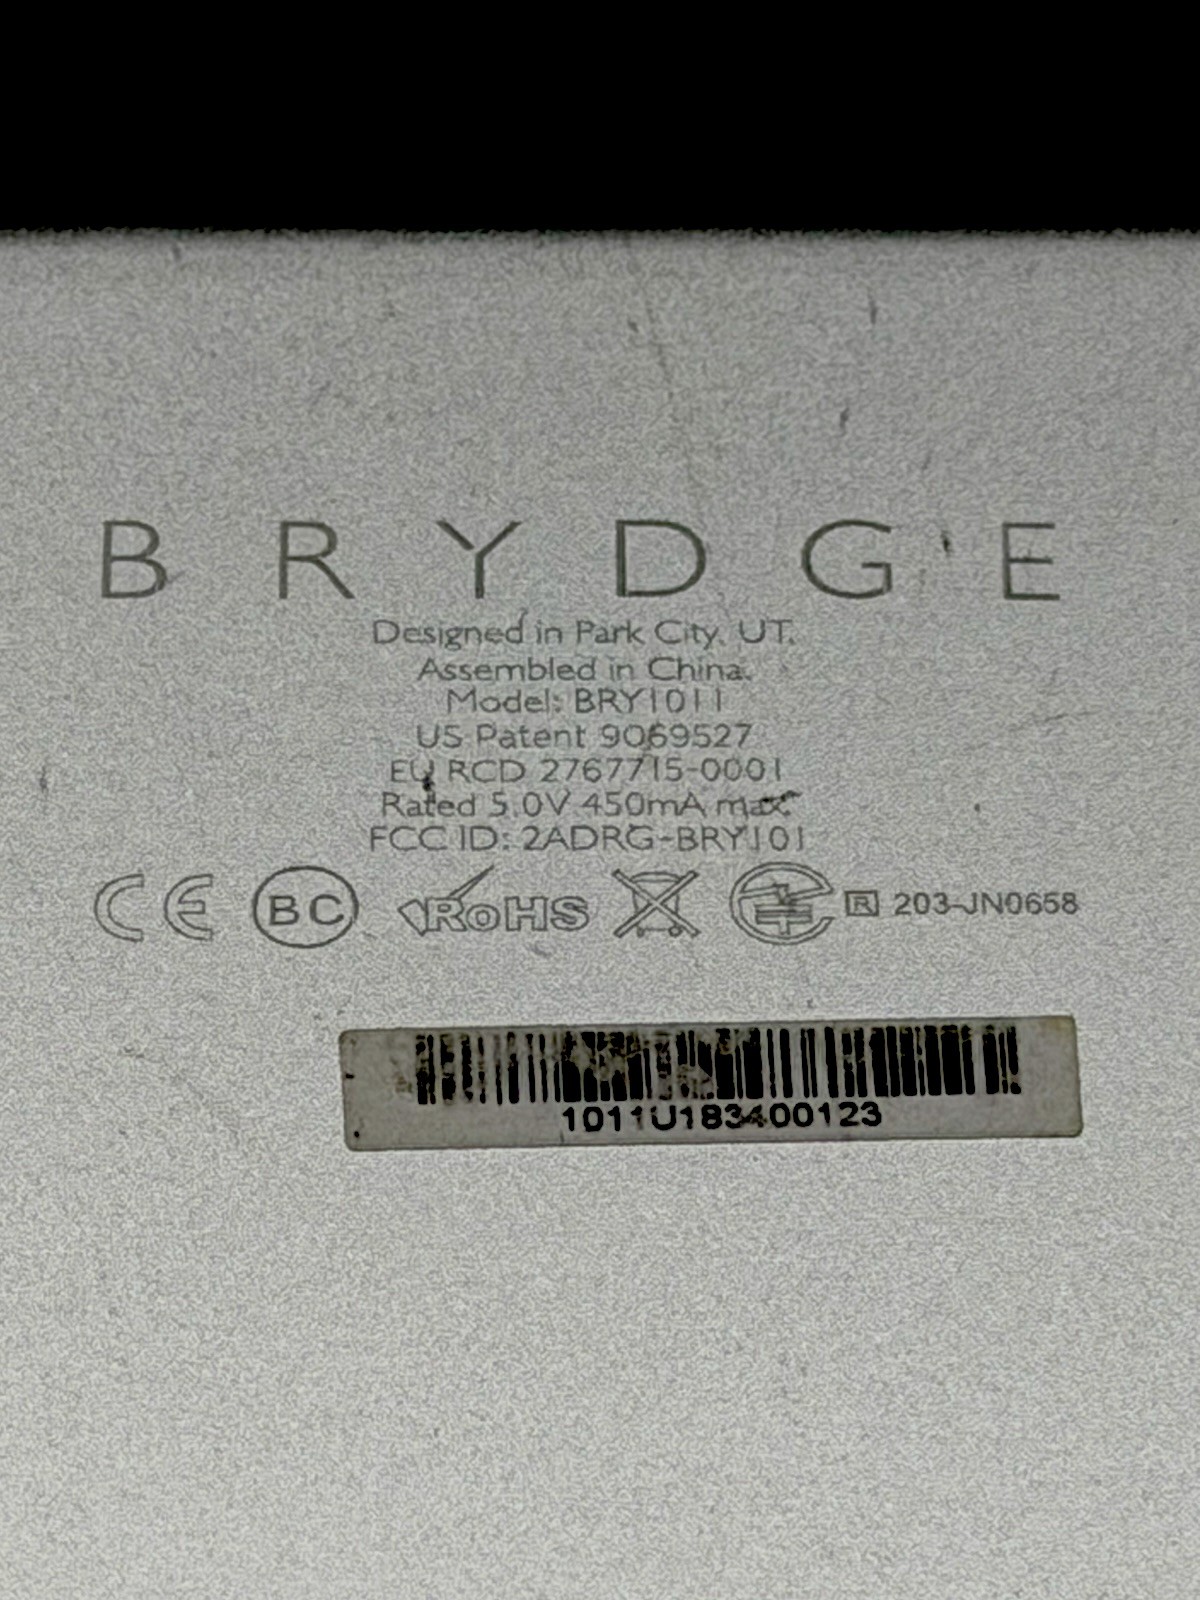 BRYDGE
Designed in Park City, UT.
Assembled in China.
Model: BRY1011
US Patent 9069527
EU RCD 2767715-0001
Rated 5.0V 450mA max
FCC ID: 2ADRG-BRY101
CE BC RoHS R 203-JN0658
1011U183400123